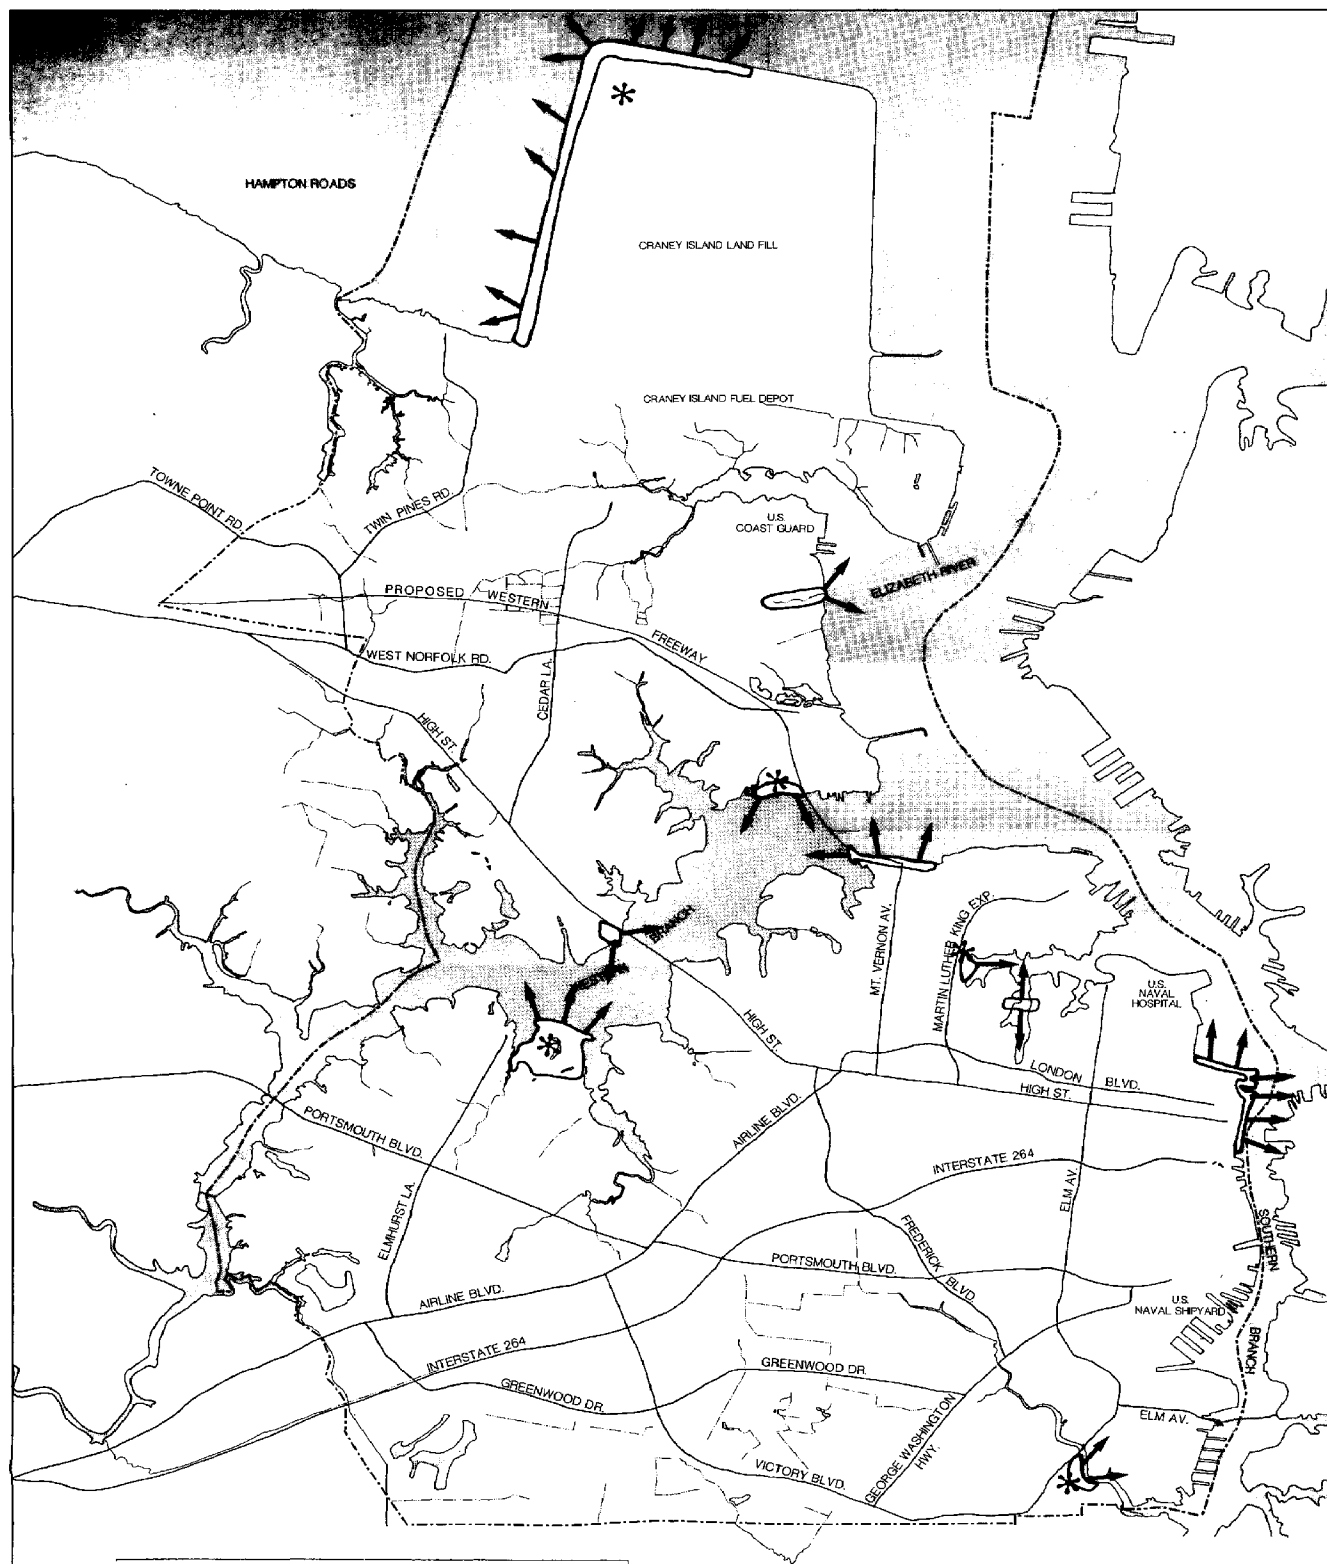 HAMPTON ROADS
CRANEY ISLAND LAND FILL
CRANEY ISLAND FUEL DEPOT
TOWNE POINT RD.
TWIN PINES RD.
U.S.
COAST GUARD
ELIZABETH RIVER
PROPOSED WESTERN
FREEWAY
WEST NORFOLK RD.
CEDAR LA.
HIGH ST.
BRANCH
WESTERN
MT. VERNON AV.
MARTIN LUTHER KING EXP.
U.S.
NAVAL
HOSPITAL
HIGH ST.
LONDON BLVD.
HIGH ST.
PORTSMOUTH BLVD.
AIRLINE BLVD.
INTERSTATE 264
ELM AV.
ELMHURST LA.
FREDERICK BLVD.
SOUTHERN
PORTSMOUTH BLVD.
AIRLINE BLVD.
U.S.
NAVAL SHIPYARD
BRANCH
INTERSTATE 264
GREENWOOD DR.
GREENWOOD DR.
GEORGE WASHINGTON
HWY.
ELM AV.
VICTORY BLVD.